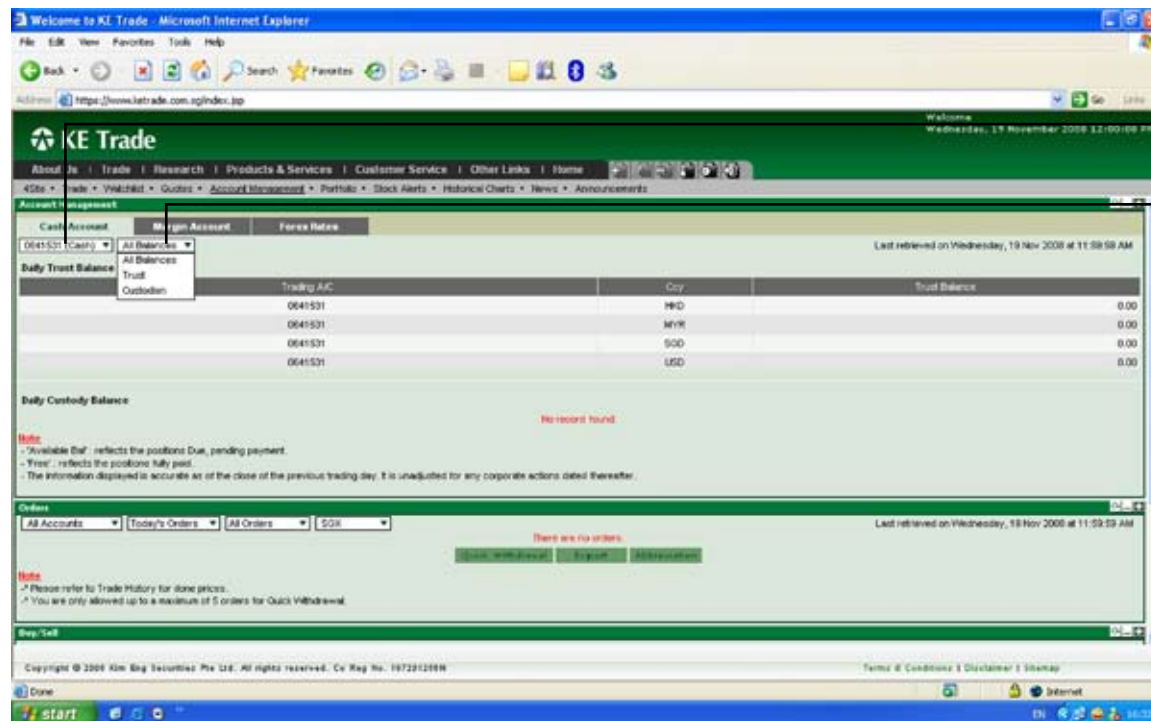 Welcome to KE Trade - Microsoft Internet Explorer
File Edit View Favorites Tools Help
Back Search Favorites
Address https://www.ketrade.com.sg/index.jsp Go Links
Welcome
Wednesday, 19 November 2008 12:00:08 PM
KE Trade
About Us | Trade | Research | Products & Services | Customer Service | Other Links | Home
Trade • Watchlist • Quotes • Account Management • Portfolio • Stock Alerts • Historical Charts • News • Announcements
Account Management
Cash Account Margin Account Forex Rates
0641531 (Cash) All Balances Last retrieved on Wednesday, 19 Nov 2008 at 11:59:59 AM
All Balances
Trust
Custodian
Daily Trust Balance
Trading A/C Ccy Trust Balance
0641531 HKD 0.00
0641531 MYR 0.00
0641531 SGD 0.00
0641531 USD 0.00
Daily Custody Balance
No record found.
Note
- 'Available Bal' : reflects the positions Due, pending payment.
- 'Free' : reflects the positions fully paid.
- The information displayed is accurate as of the close of the previous trading day. It is unadjusted for any corporate actions dated thereafter.
Orders
All Accounts Today's Orders All Orders SGX Last retrieved on Wednesday, 19 Nov 2008 at 11:59:59 AM
There are no orders.
Quick Withdrawal Export Abbreviation
Note
-* Please refer to Trade History for done prices.
-* You are only allowed up to a maximum of 5 orders for Quick Withdrawal.
Buy/Sell
Copyright © 2008 Kim Eng Securities Pte Ltd. All rights reserved. Co Reg No. Terms & Conditions | Disclaimer | Sitemap
Done Internet
start EN